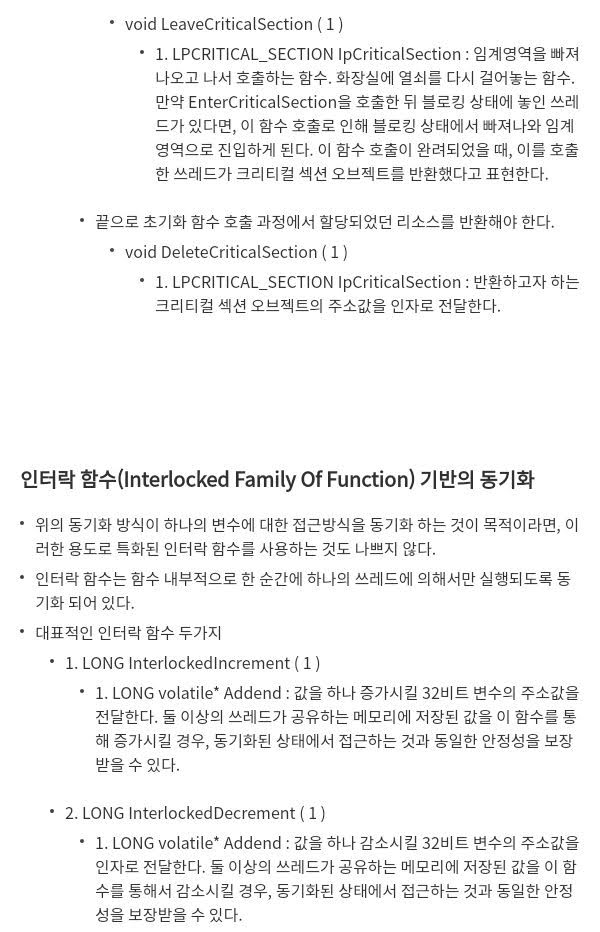 • void LeaveCriticalSection ( 1 )
• 1. LPCRITICAL_SECTION IpCriticalSection : 임계영역을 빠져
나오고 나서 호출하는 함수. 화장실에 열쇠를 다시 걸어놓는 함수.
만약 EnterCriticalSection을 호출한 뒤 블로킹 상태에 놓인 쓰레
드가 있다면, 이 함수 호출로 인해 블로킹 상태에서 빠져나와 임계
영역으로 진입하게 된다. 이 함수 호출이 완려되었을 때, 이를 호출
한 쓰레드가 크리티컬 섹션 오브젝트를 반환했다고 표현한다.
• 끝으로 초기화 함수 호출 과정에서 할당되었던 리소스를 반환해야 한다.
• void DeleteCriticalSection ( 1 )
• 1. LPCRITICAL_SECTION IpCriticalSection : 반환하고자 하는
크리티컬 섹션 오브젝트의 주소값을 인자로 전달한다.
인터락 함수(Interlocked Family Of Function) 기반의 동기화
• 위의 동기화 방식이 하나의 변수에 대한 접근방식을 동기화 하는 것이 목적이라면, 이
러한 용도로 특화된 인터락 함수를 사용하는 것도 나쁘지 않다.
• 인터락 함수는 함수 내부적으로 한 순간에 하나의 쓰레드에 의해서만 실행되도록 동
기화 되어 있다.
• 대표적인 인터락 함수 두가지
• 1. LONG InterlockedIncrement ( 1 )
• 1. LONG volatile* Addend : 값을 하나 증가시킬 32비트 변수의 주소값을
전달한다. 둘 이상의 쓰레드가 공유하는 메모리에 저장된 값을 이 함수를 통
해 증가시킬 경우, 동기화된 상태에서 접근하는 것과 동일한 안정성을 보장
받을 수 있다.
• 2. LONG InterlockedDecrement ( 1 )
• 1. LONG volatile* Addend : 값을 하나 감소시킬 32비트 변수의 주소값을
인자로 전달한다. 둘 이상의 쓰레드가 공유하는 메모리에 저장된 값을 이 함
수를 통해서 감소시킬 경우, 동기화된 상태에서 접근하는 것과 동일한 안정
성을 보장받을 수 있다.